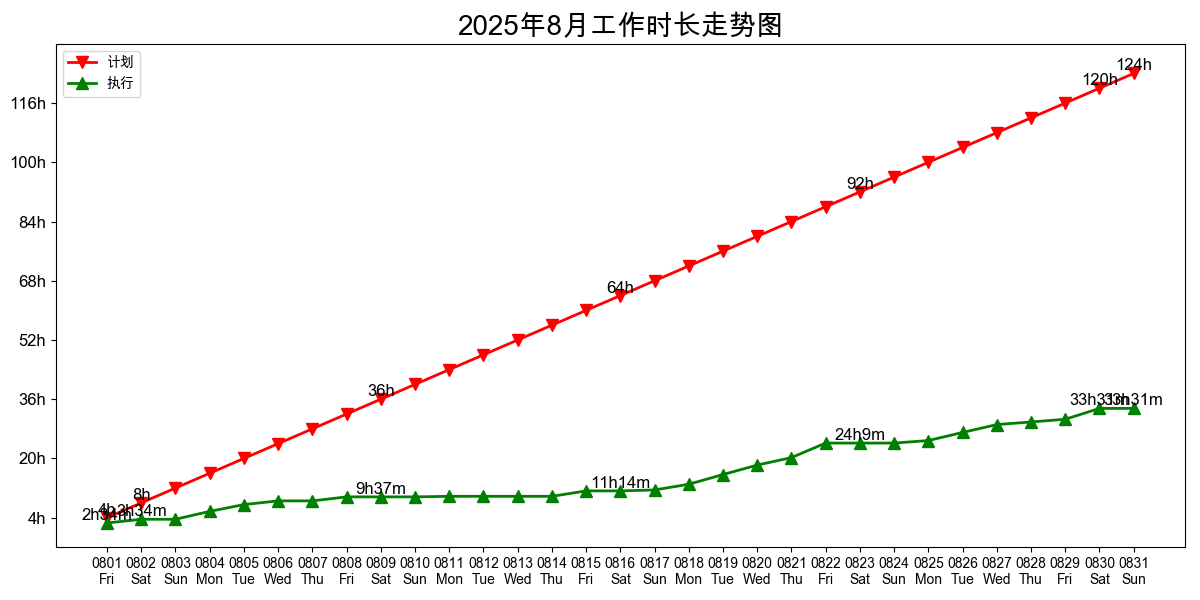 2025年8月工作时长走势图
计划
执行
116h
100h
84h
68h
52h
36h
20h
4h
4h
8h
36h
64h
92h
120h
124h
2h34m
3h34m
9h37m
11h14m
24h9m
33h31m
33h31m
0801 0802 0803 0804 0805 0806 0807 0808 0809 0810 0811 0812 0813 0814 0815 0816 0817 0818 0819 0820 0821 0822 0823 0824 0825 0826 0827 0828 0829 0830 0831
Fri Sat Sun Mon Tue Wed Thu Fri Sat Sun Mon Tue Wed Thu Fri Sat Sun Mon Tue Wed Thu Fri Sat Sun Mon Tue Wed Thu Fri Sat Sun